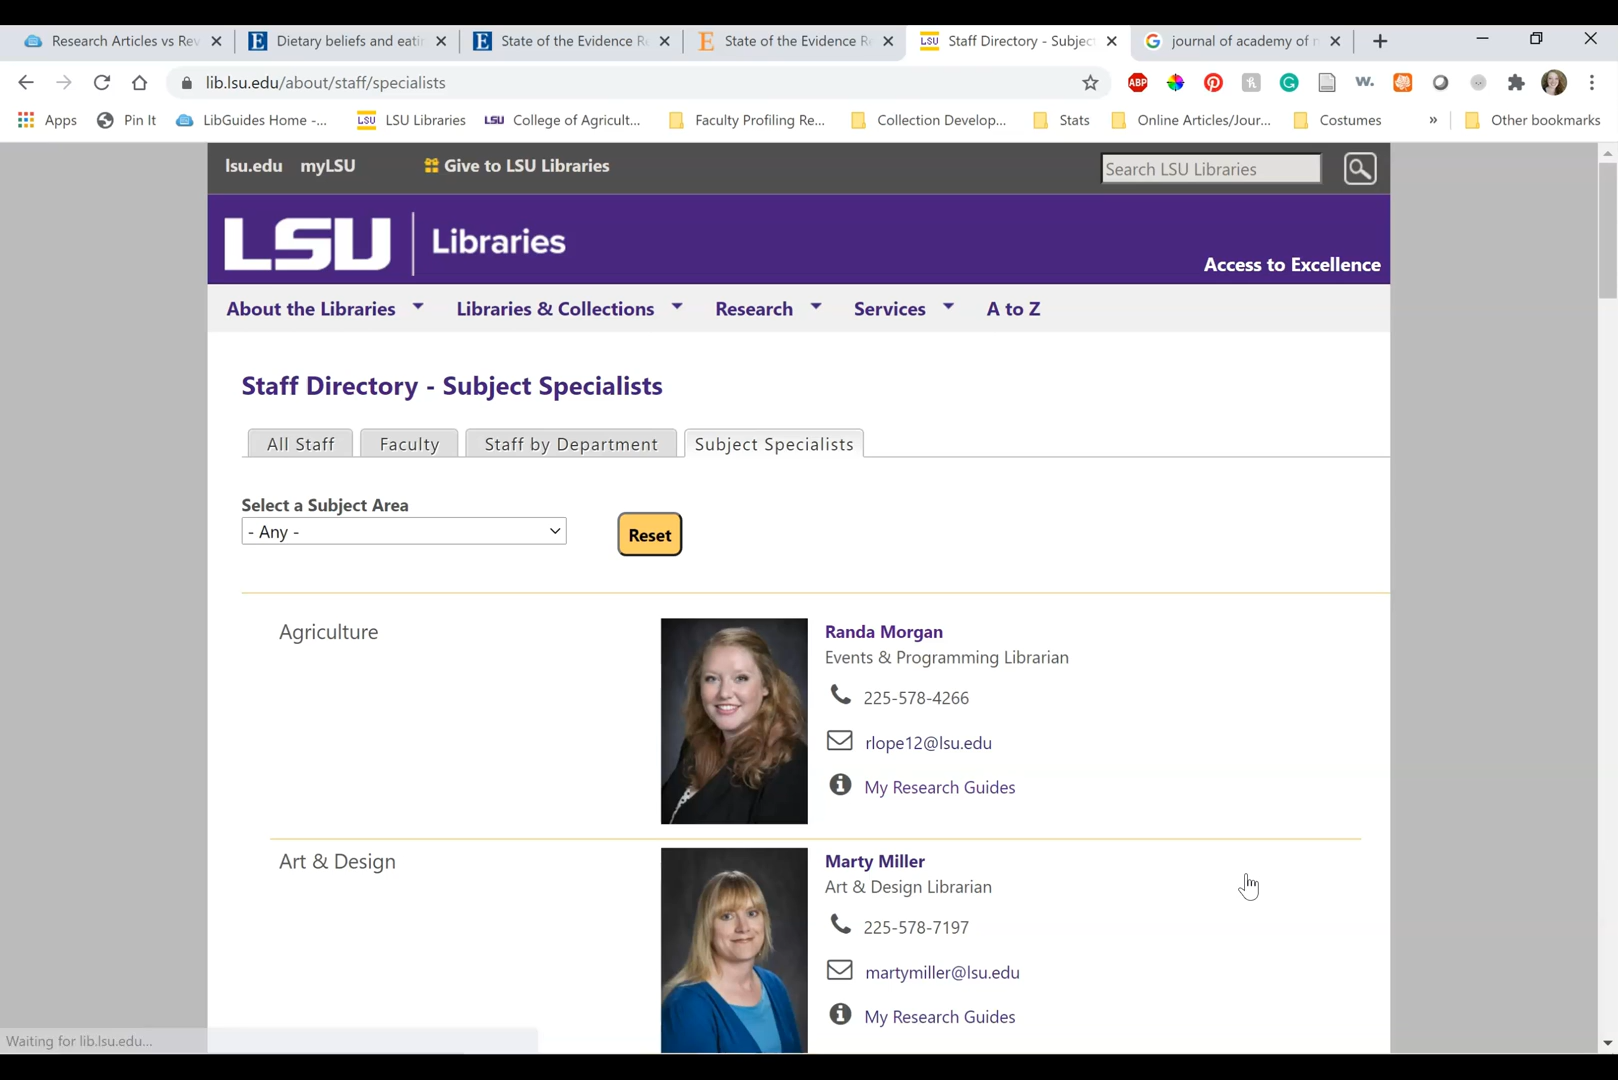 Research Articles vs Rev
Dietary beliefs and eati
State of the Evidence R
State of the Evidence R
LSU Staff Directory - Subjec
journal of academy of n
lib.lsu.edu/about/staff/specialists
ABP
Apps
Pin It
LibGuides Home -...
LSU LSU Libraries
LSU College of Agricult...
Faculty Profiling Re...
Collection Develop...
Stats
Online Articles/Jour...
Costumes
»
Other bookmarks
lsu.edu myLSU
Give to LSU Libraries
Search LSU Libraries
LSU | Libraries
Access to Excellence
About the Libraries
Libraries & Collections
Research
Services
A to Z
Staff Directory - Subject Specialists
All Staff
Faculty
Staff by Department
Subject Specialists
Select a Subject Area
- Any -
Reset
Agriculture
Randa Morgan
Events & Programming Librarian
225-578-4266
rlope12@lsu.edu
My Research Guides
Art & Design
Marty Miller
Art & Design Librarian
225-578-7197
martymiller@lsu.edu
My Research Guides
Waiting for lib.lsu.edu...